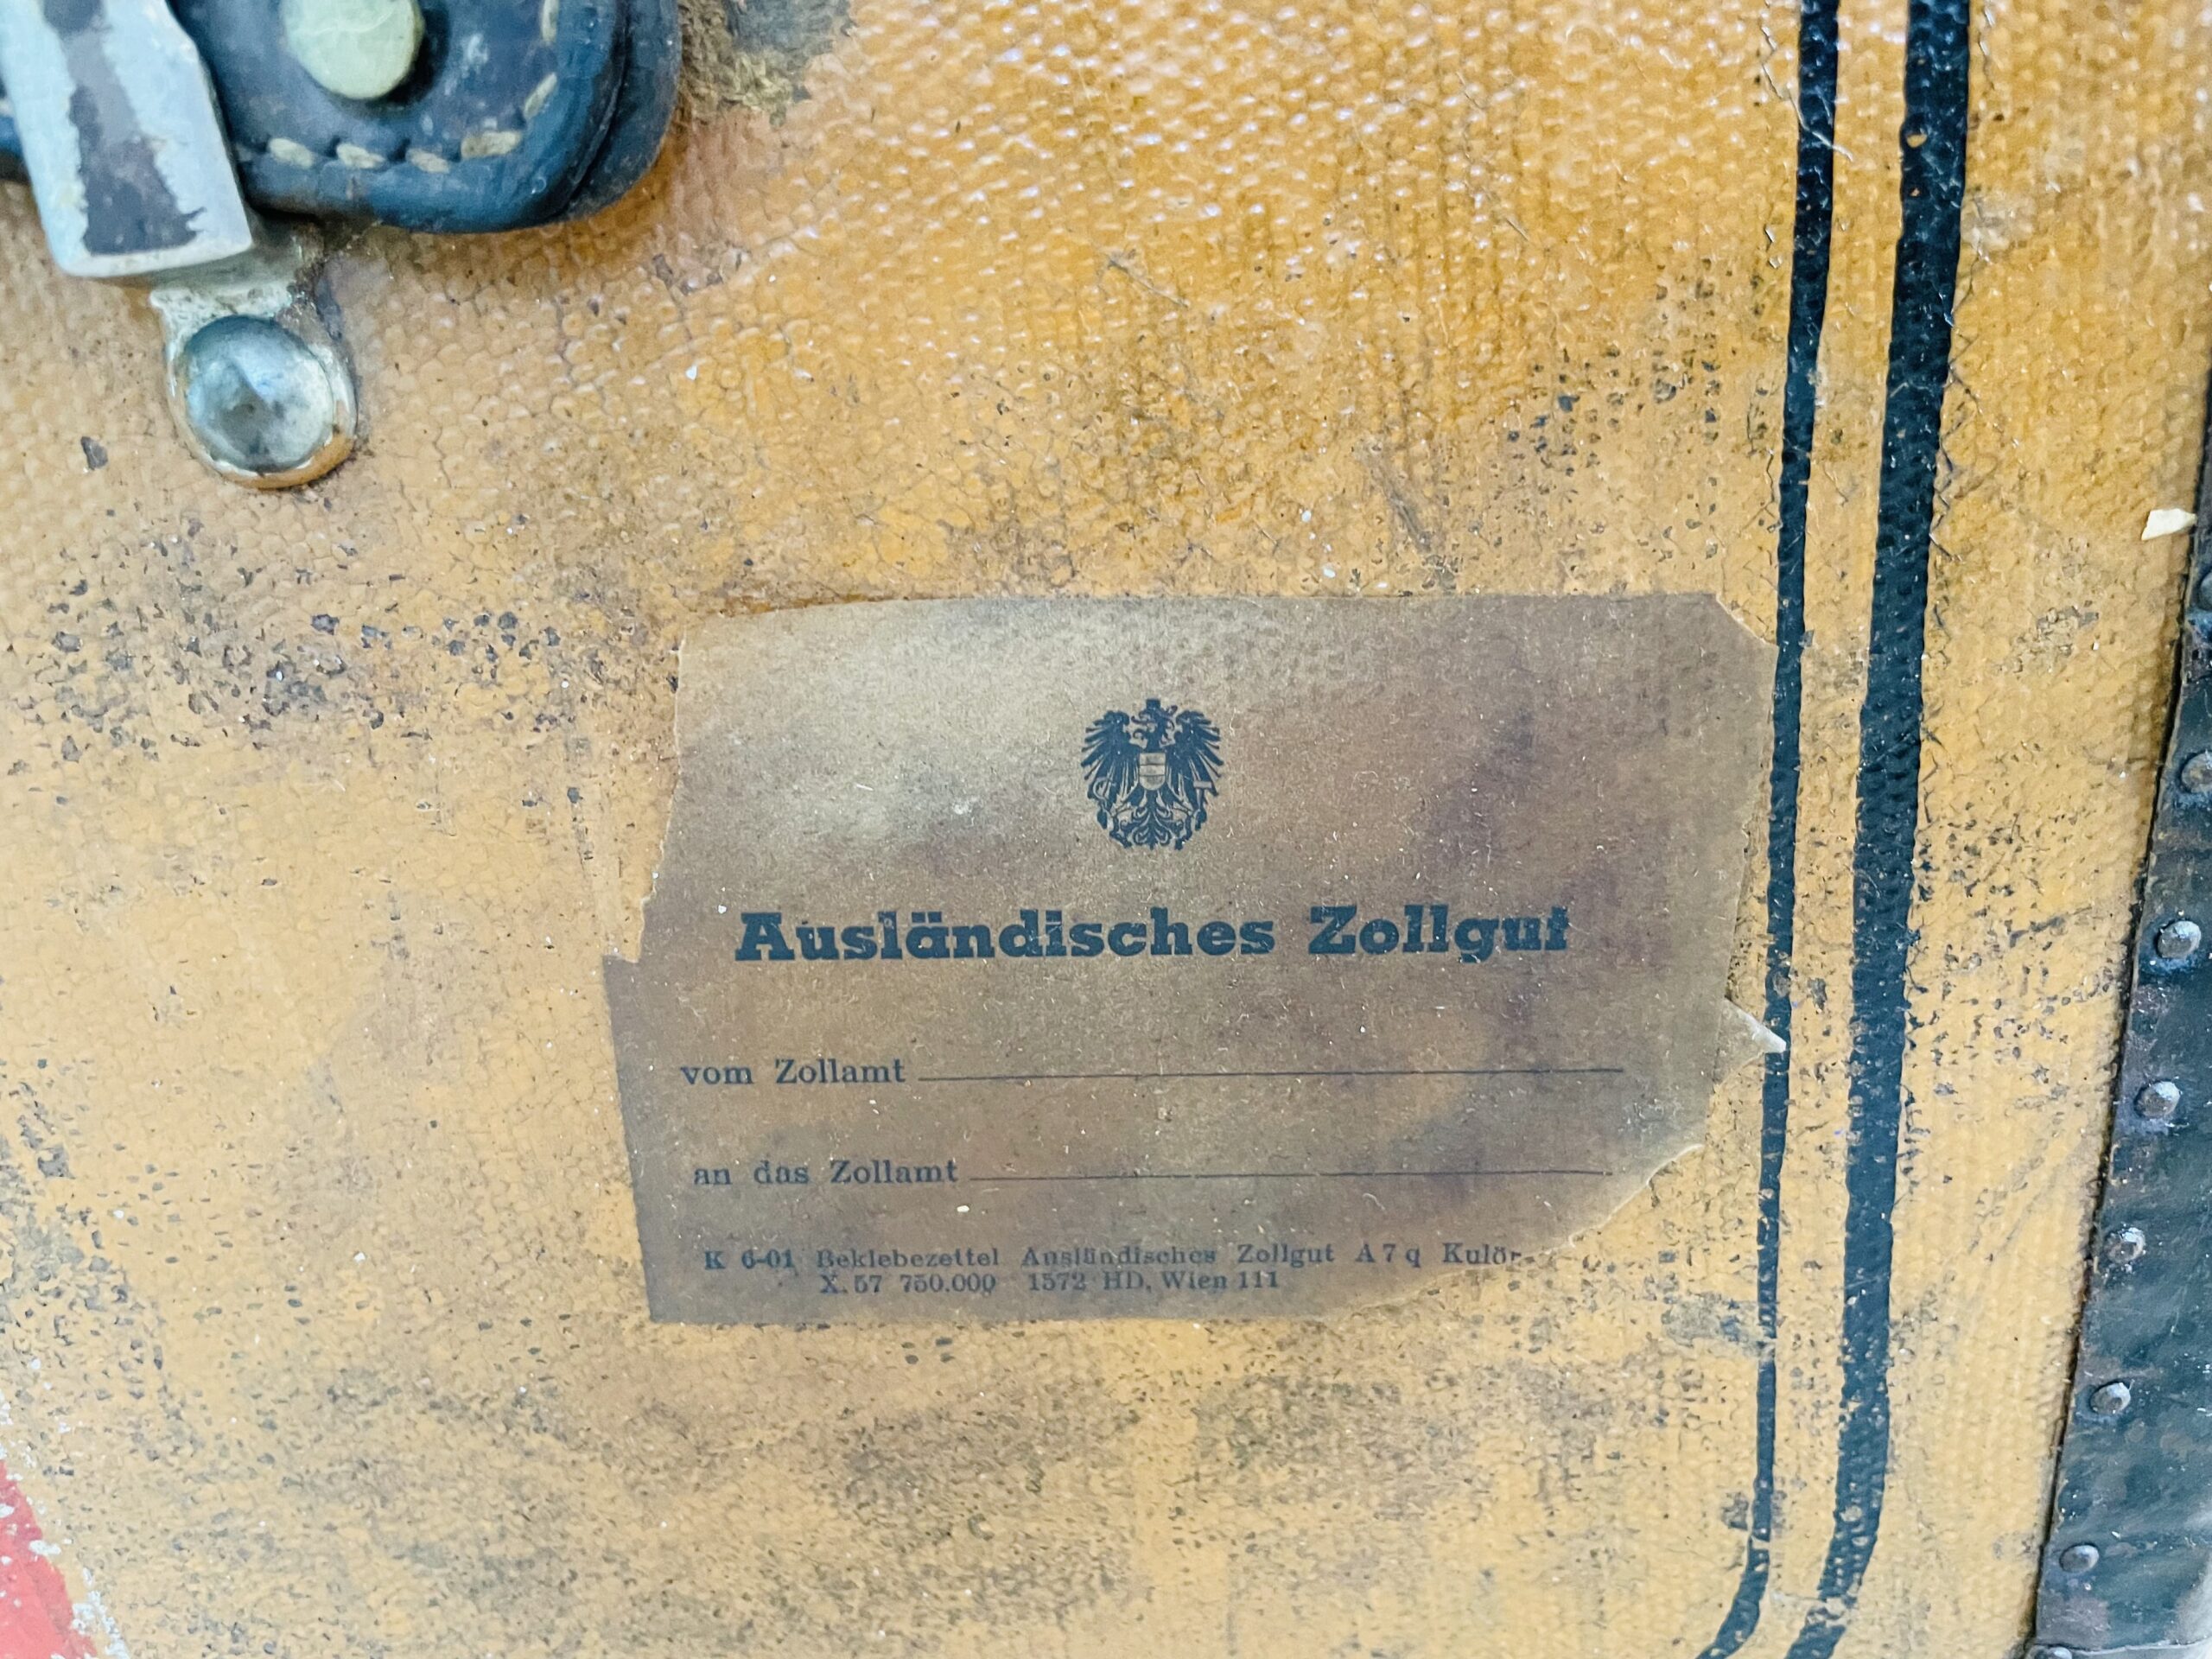 Ausländisches Zollgut
vom Zollamt
an das Zollamt
K 6-01 Beklebezettel Ausländisches Zollgut A 7 q Kulör-
X. 57 750.000 1572 HD, Wien 111